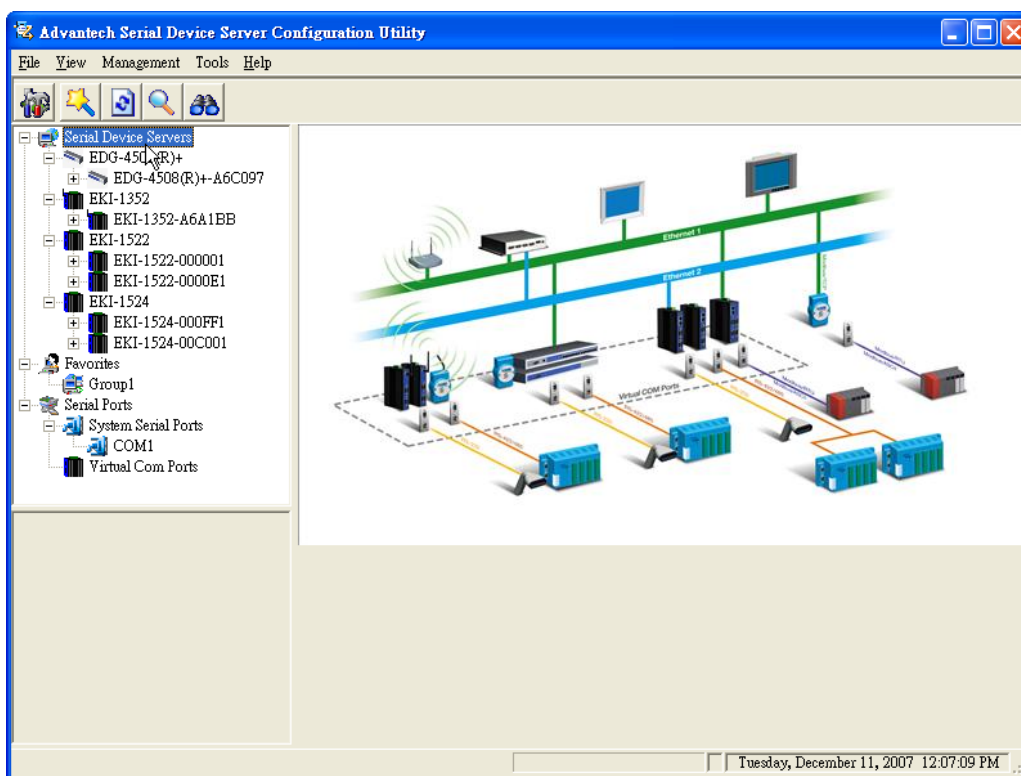 Advantech Serial Device Server Configuration Utility
File View Management Tools Help
Serial Device Servers
EDG-450 (R)+
EDG-4508(R)+-A6C097
EKI-1352
EKI-1352-A6A1BB
EKI-1522
EKI-1522-000001
EKI-1522-0000E1
EKI-1524
EKI-1524-000FF1
EKI-1524-00C001
Favorites
Group1
Serial Ports
System Serial Ports
COM1
Virtual Com Ports
Ethernet 1
Ethernet 2
Virtual COM Ports
Tuesday, December 11, 2007 12:07:09 PM